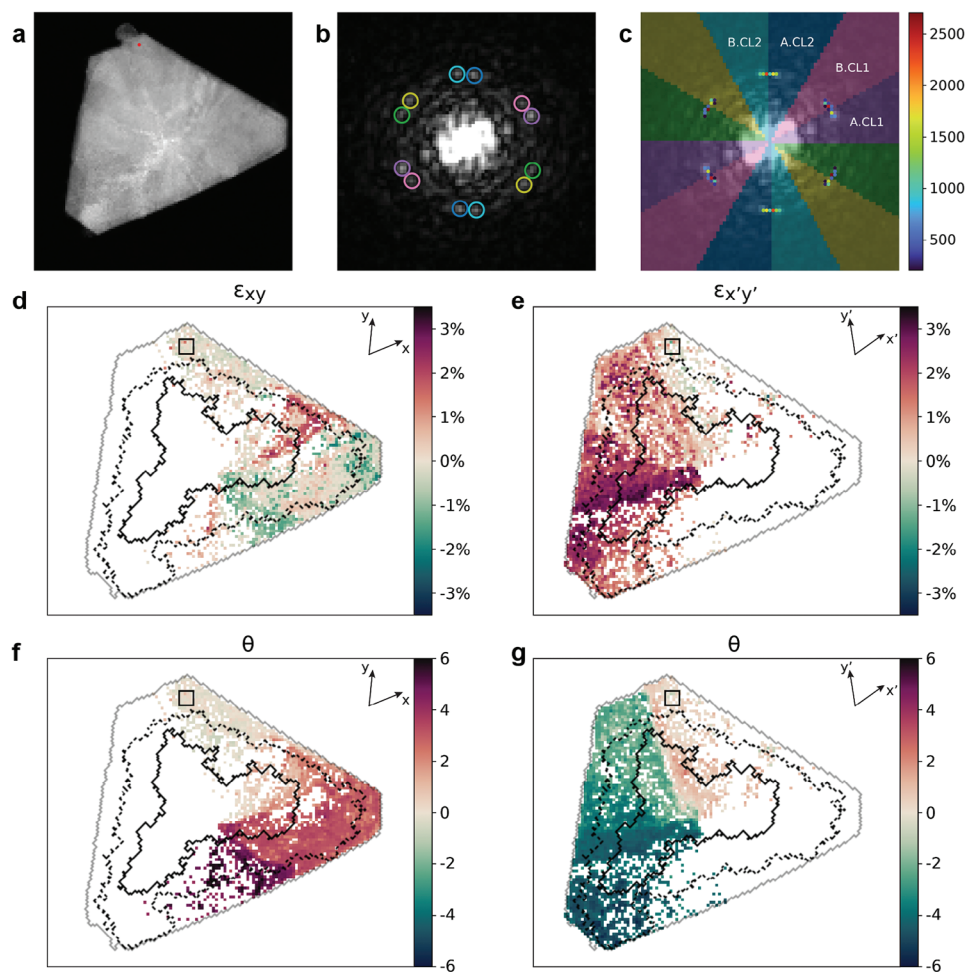 a
b
c
B.CL2 A.CL2
B.CL1
A.CL1
2500
2000
1500
1000
500
d
εxy
e
εx'y'
y
x
3%
2%
1%
0%
-1%
-2%
-3%
y'
x'
3%
2%
1%
0%
-1%
-2%
-3%
f
θ
g
θ
y
x
6
4
2
0
-2
-4
-6
y'
x'
6
4
2
0
-2
-4
-6